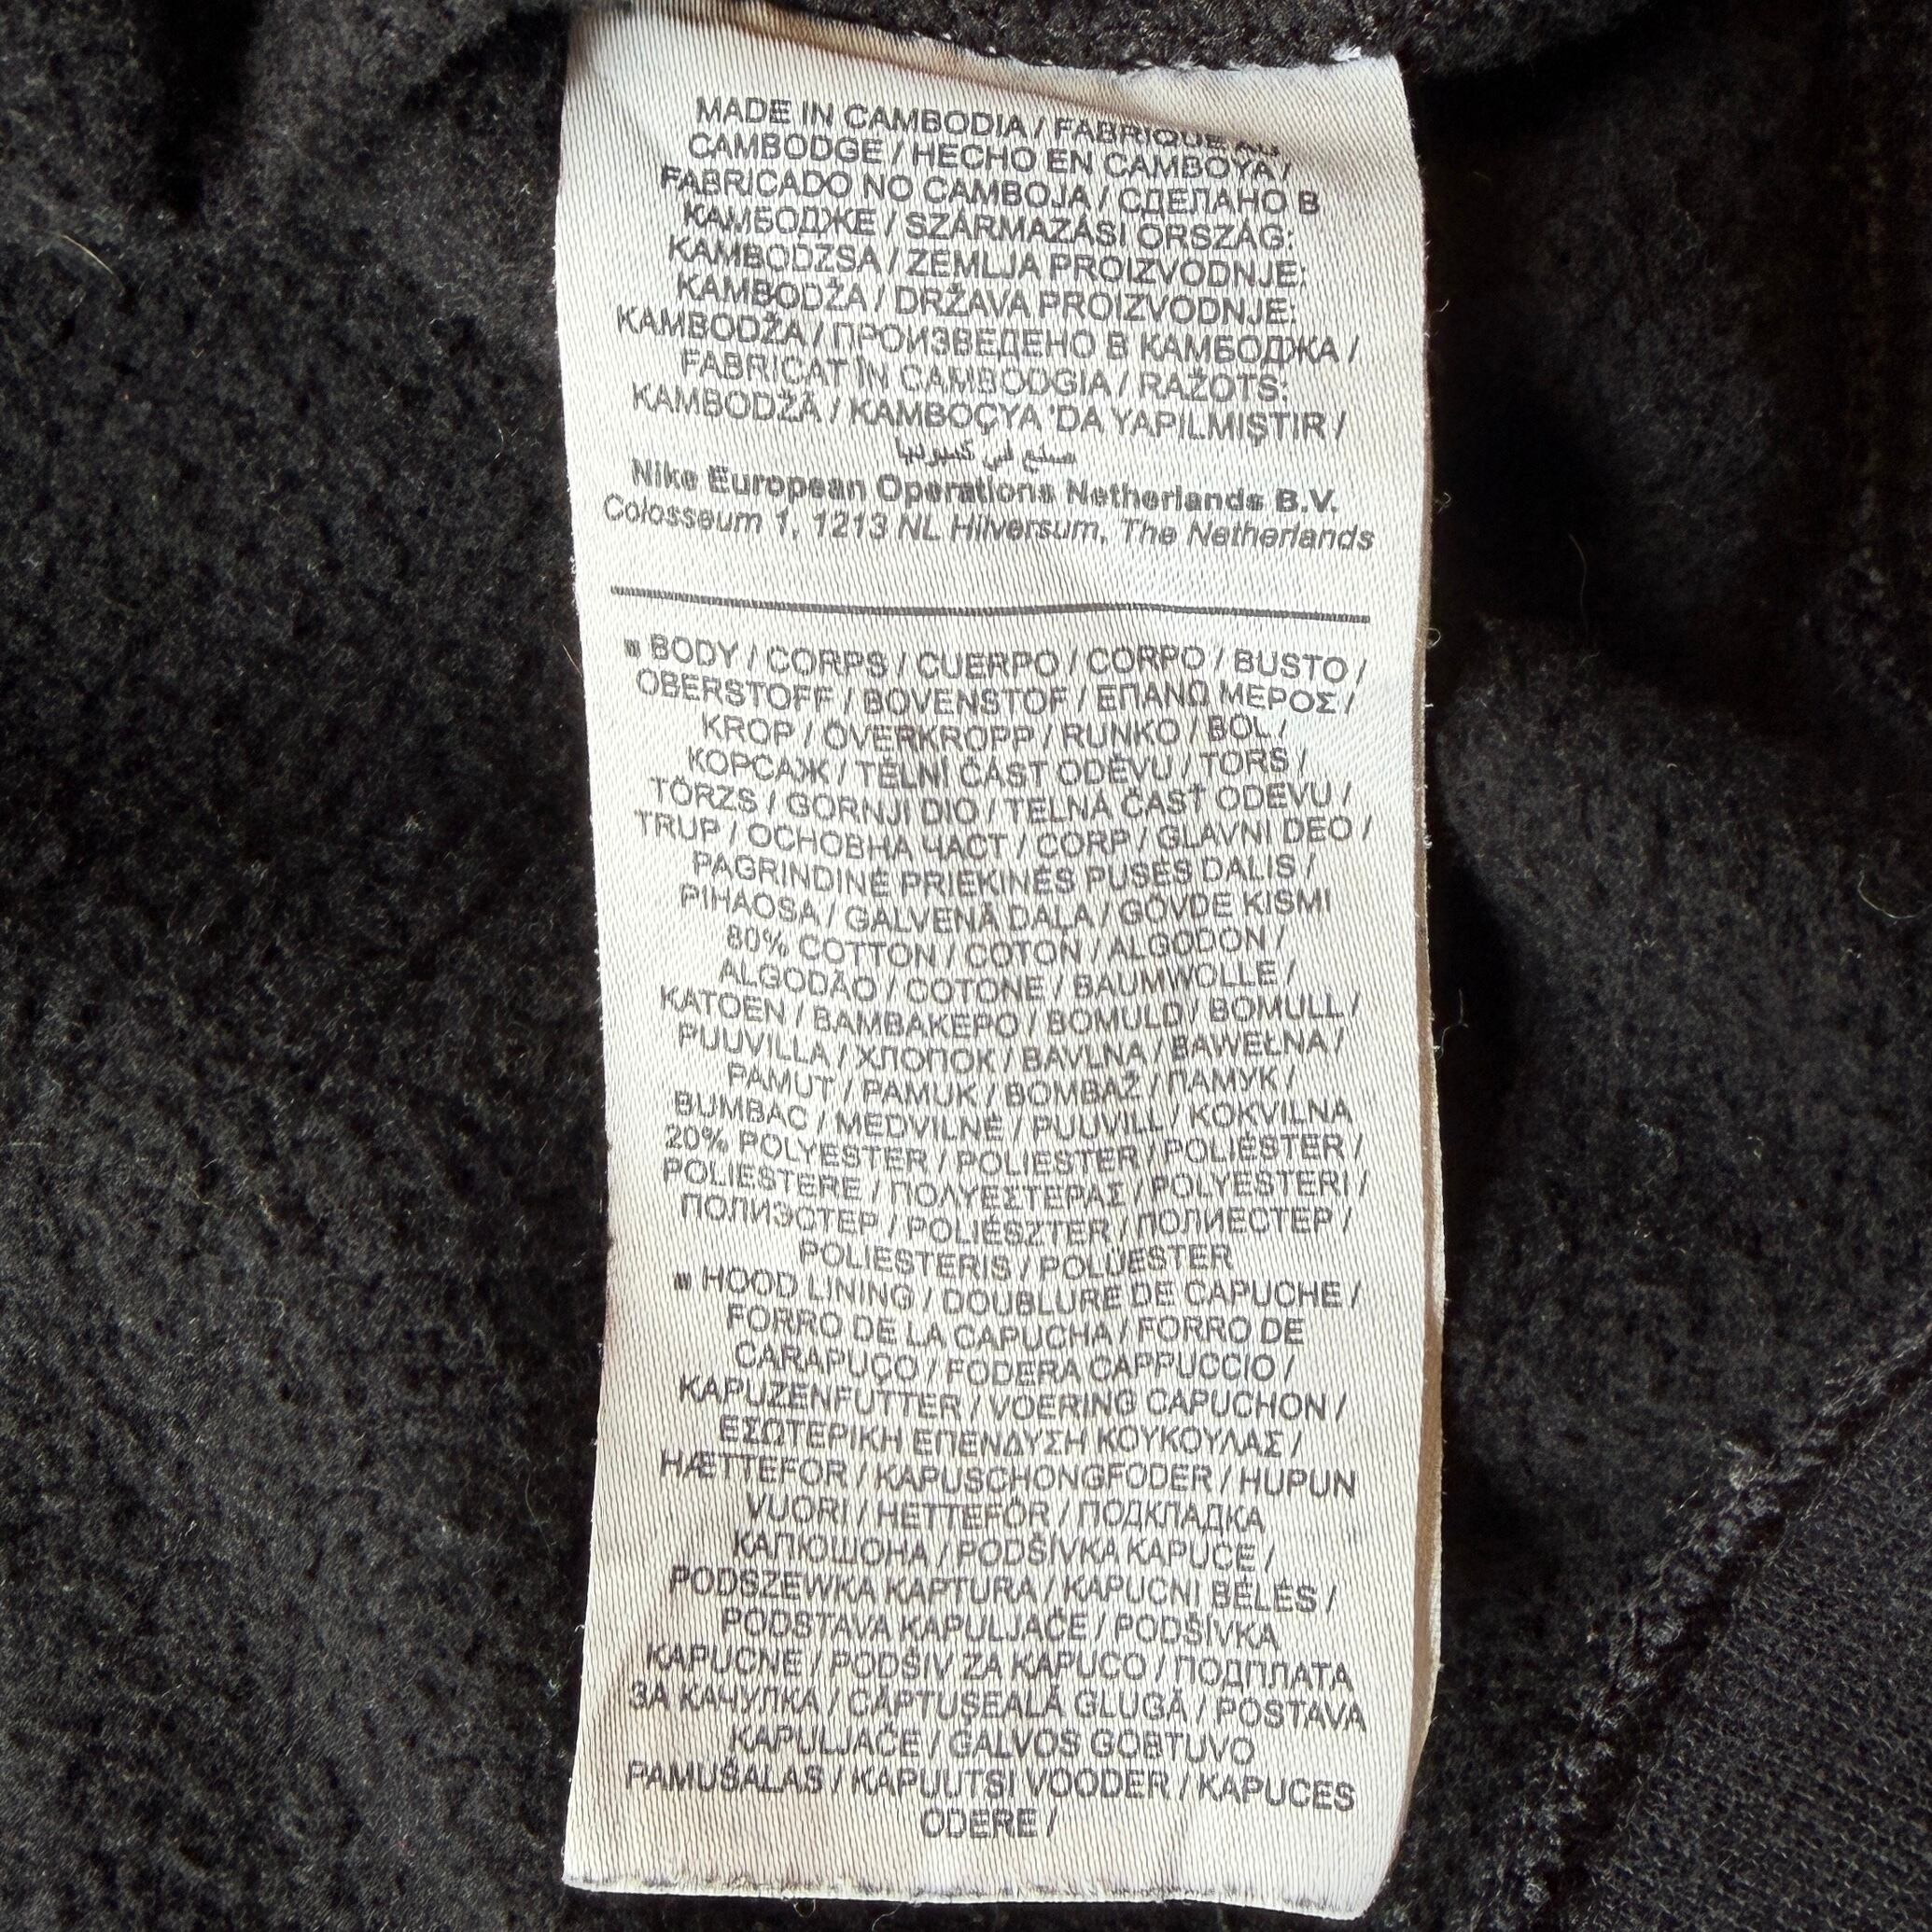 MADE IN CAMBODIA / FABRIQUE AU
CAMBODGE / HECHO EN CAMBOYA /
FABRICADO NO CAMBOJA / СДЕЛАНО В
КАМБОДЖЕ / SZÁRMAZÁSI ORSZÁG:
KAMBODZSA / ZEMLJA PROIZVODNJE:
KAMBODŽA / DRŽAVA PROIZVODNJE:
KAMBODŽA / ПРОИЗВЕДЕНО В КАМБОДЖА /
FABRICAT ÎN CAMBODGIA / RAŽOTS:
KAMBODŽĀ / KAMBOÇYA 'DA YAPILMIŞTIR /
صنع في كمبوديا
Nike European Operations Netherlands B.V.
Colosseum 1, 1213 NL Hilversum, The Netherlands
■ BODY / CORPS / CUERPO / CORPO / BUSTO /
OBERSTOFF / BOVENSTOF / ΕΠΑΝΩ ΜΕΡΟΣ /
KROP / ÖVERKROPP / RUNKO / BOL /
КОРСАЖ / TĚLNÍ ČÁST ODĚVU / TORS /
TÖRZS / GORNJI DIO / TELNÁ ČASŤ ODEVU /
TRUP / ОСНОВНА ЧАСТ / CORP / GLAVNI DEO /
PAGRINDINĖ PRIEKINĖS PUSĖS DALIS /
PIHAOSA / GALVENĀ DAĻA / GÖVDE KISMI
80% COTTON / COTON / ALGODÓN /
ALGODÃO / COTONE / BAUMWOLLE /
KATOEN / ΒΑΜΒΑΚΕΡΟ / BOMULD / BOMULL /
PUUVILLA / ХЛОПОК / BAVLNA / BAWEŁNA /
PAMUT / PAMUK / BOMBAŽ / ПАМУК /
BUMBAC / MEDVILNĖ / PUUVILL / KOKVILNA
20% POLYESTER / POLIESTER / POLIÉSTER /
POLIESTERE / ΠΟΛΥΕΣΤΕΡΑΣ / POLYESTERI /
ПОЛИЭСТЕР / POLIÉSZTER / ПОЛИЕСТЕР /
POLIESTERIS / POLÜESTER
■ HOOD LINING / DOUBLURE DE CAPUCHE /
FORRO DE LA CAPUCHA / FORRO DE
CARAPUÇO / FODERA CAPPUCCIO /
KAPUZENFUTTER / VOERING CAPUCHON /
ΕΣΩΤΕΡΙΚΗ ΕΠΕΝΔΥΣΗ ΚΟΥΚΟΥΛΑΣ /
HÆTTEFOR / KAPUSCHONGFODER / HUPUN
VUORI / HETTEFÔR / ПОДКЛАДКА
КАПЮШОНА / PODŠÍVKA KAPUCE /
PODSZEWKA KAPTURA / KAPUCNI BÉLÉS /
PODSTAVA KAPULJAČE / PODŠÍVKA
KAPUCNE / PODŠIV ZA KAPUCO / ПОДПЛАТА
ЗА КАЧУЛКА / CĂPTUŞEALĂ GLUGĂ / POSTAVA
KAPULJAČE / GALVOS GOBTUVO
PAMUŠALAS / KAPUUTSI VOODER / KAPUCES
ODERE /